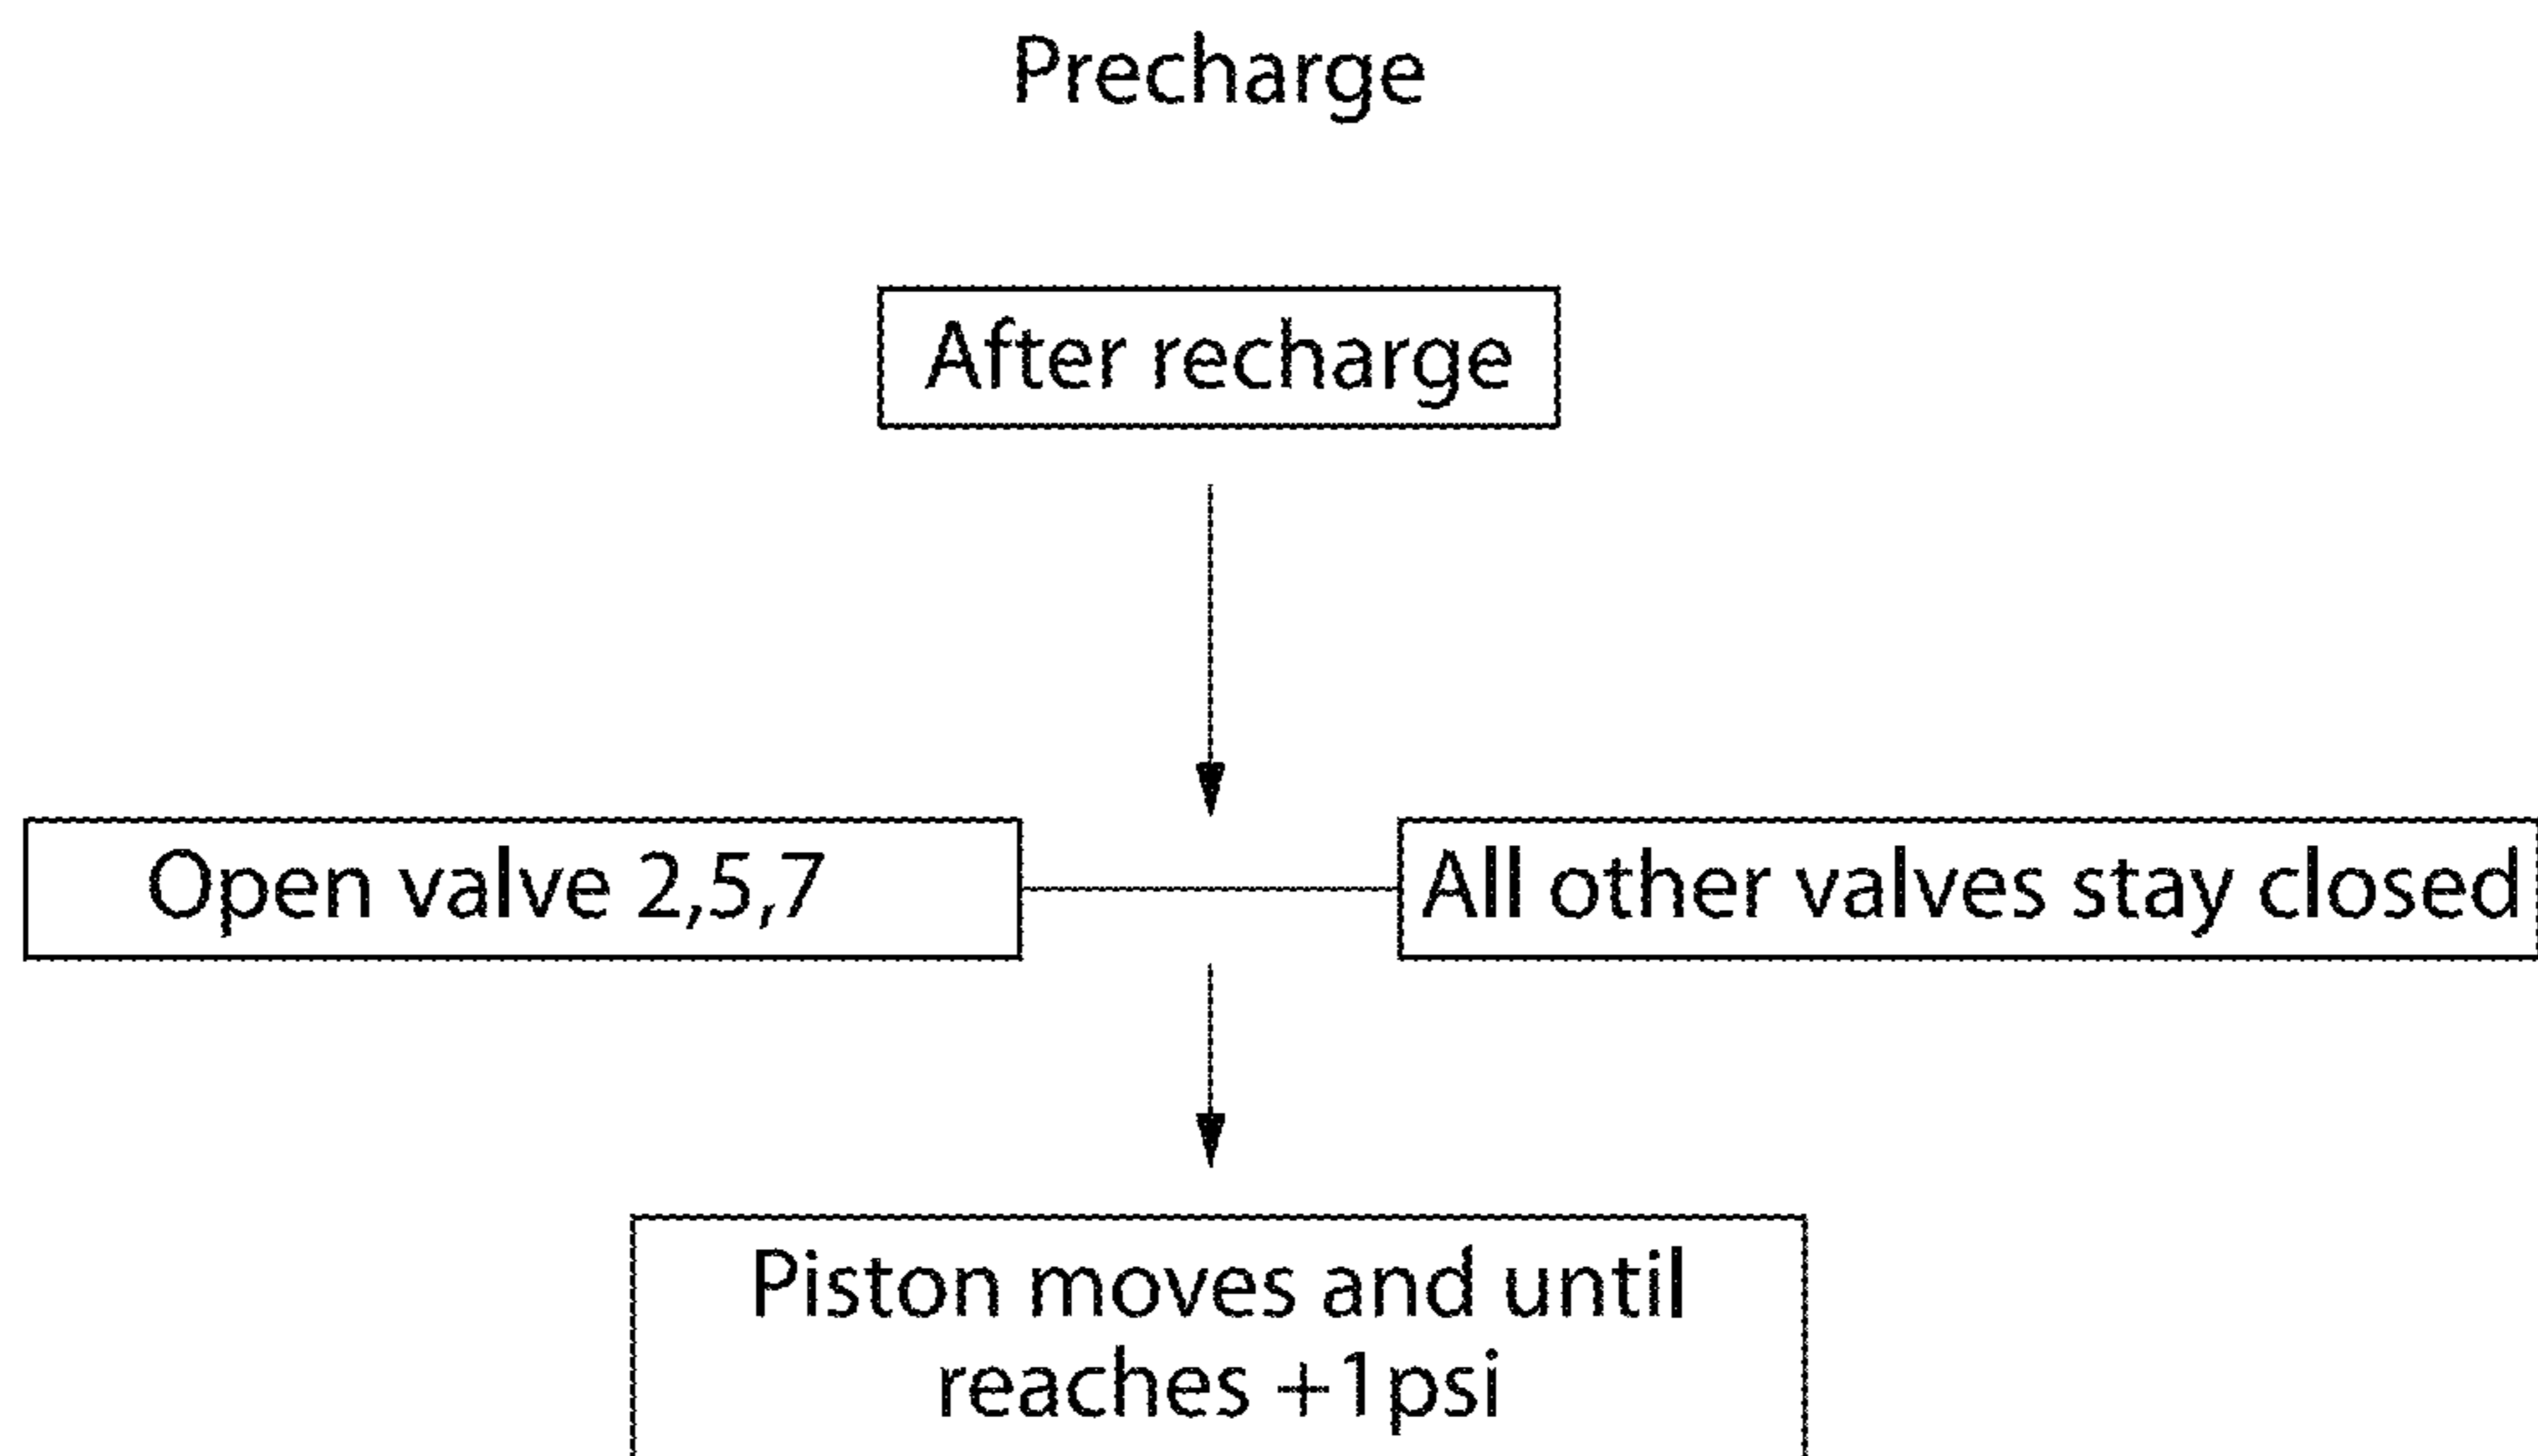 Precharge
After recharge
Open valve 2,5,7
All other valves stay closed
Piston moves and until
reaches +1psi